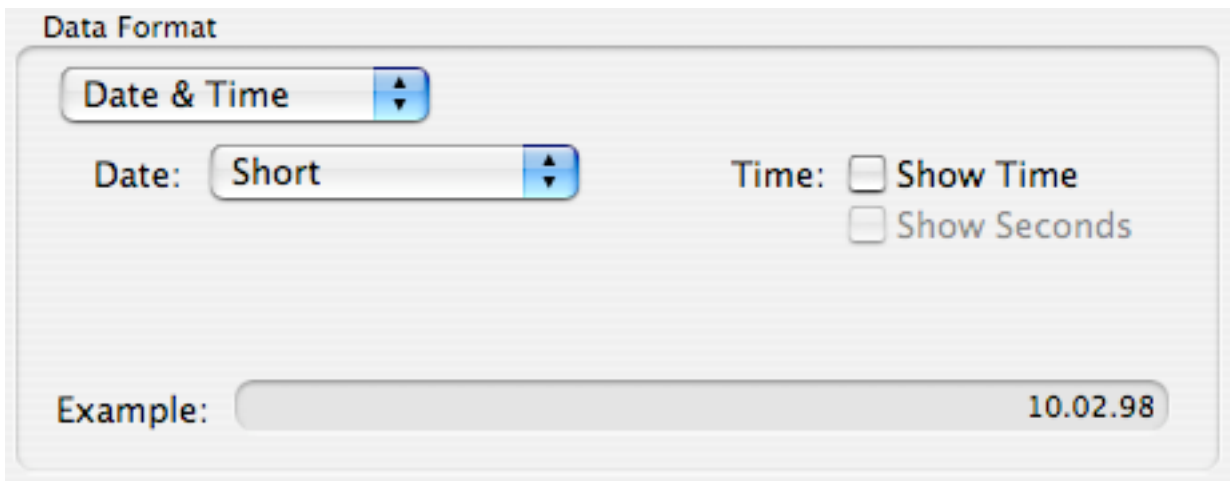 Data Format
Date & Time
Date: Short Time: Show Time
Show Seconds
Example: 10.02.98